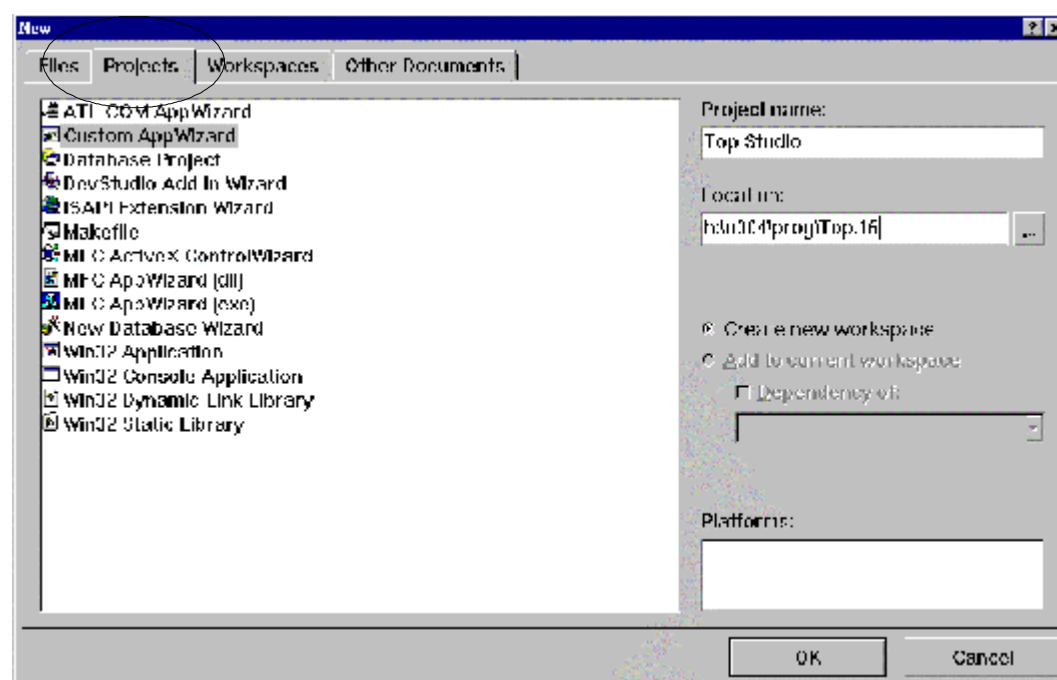 New
Files Projects Workspaces Other Documents
ATL COM AppWizard
Custom AppWizard
Database Project
DevStudio Add-in Wizard
ISAPI Extension Wizard
Makefile
MFC ActiveX ControlWizard
MFC AppWizard (dll)
MFC AppWizard (exe)
New Database Wizard
Win32 Application
Win32 Console Application
Win32 Dynamic-Link Library
Win32 Static Library
Project name:
Top Studio
Location:
...
Create new workspace
Add to current workspace
Dependency of:
Platforms:
OK Cancel